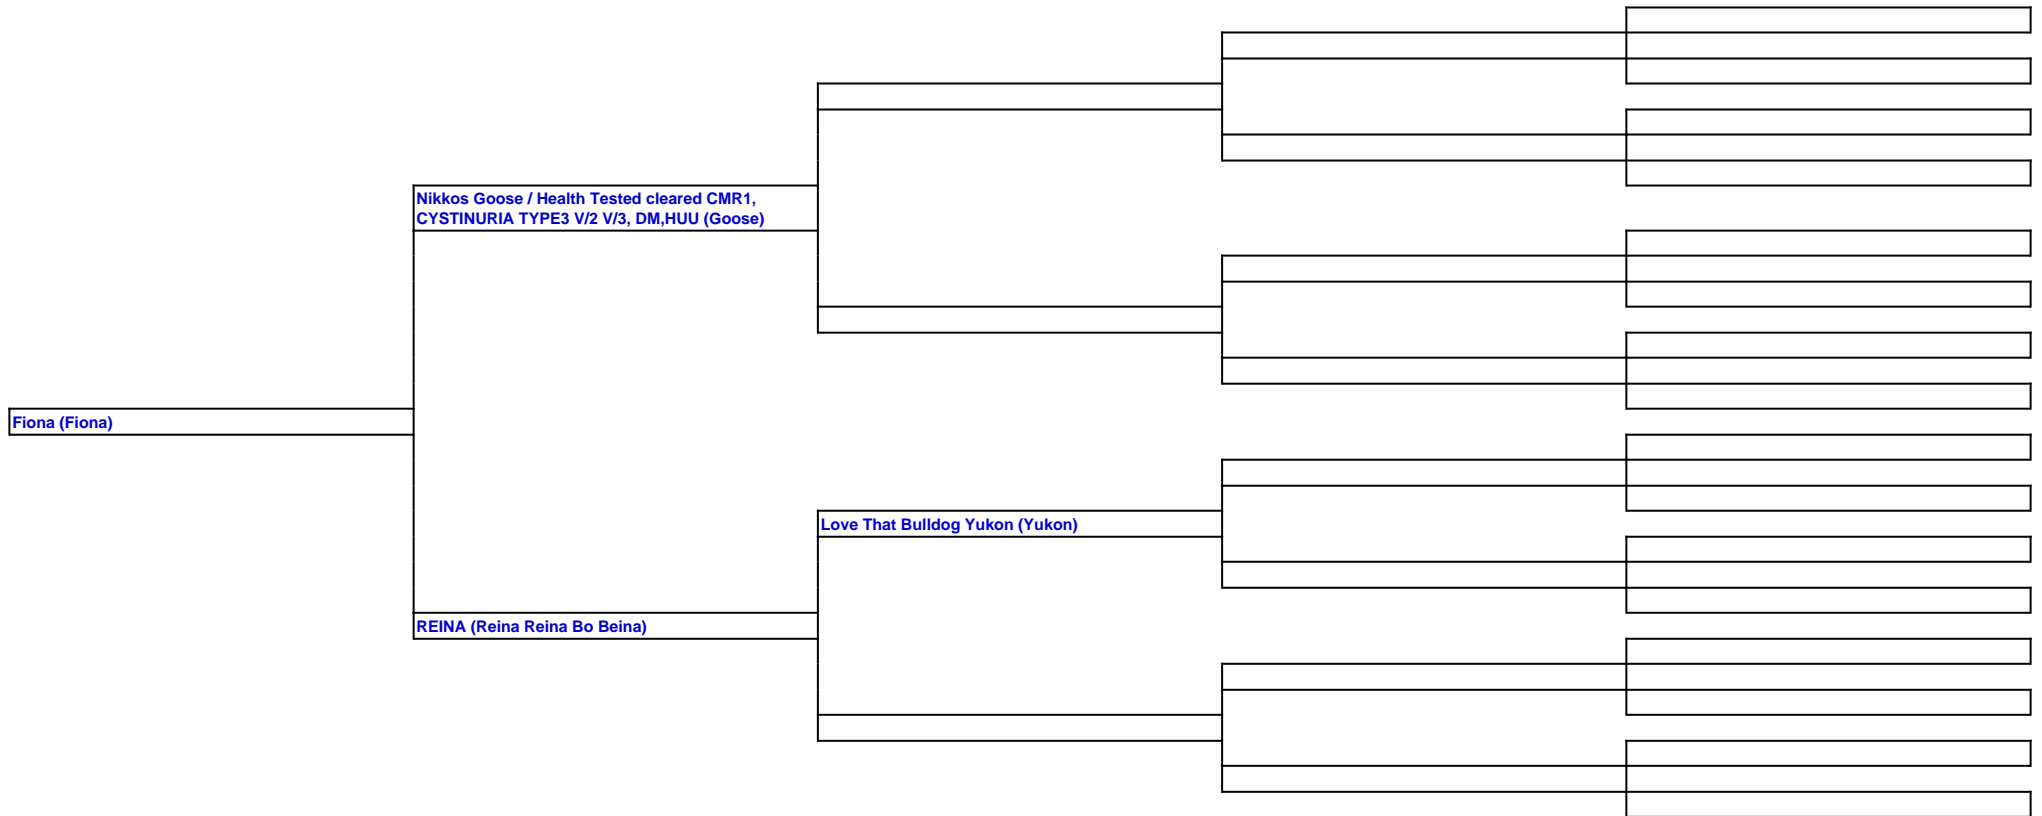 Nikkos Goose / Health Tested cleared CMR1,
CYSTINURIA TYPE3 V/2 V/3, DM,HUU (Goose)
Fiona (Fiona)
Love That Bulldog Yukon (Yukon)
REINA (Reina Reina Bo Beina)